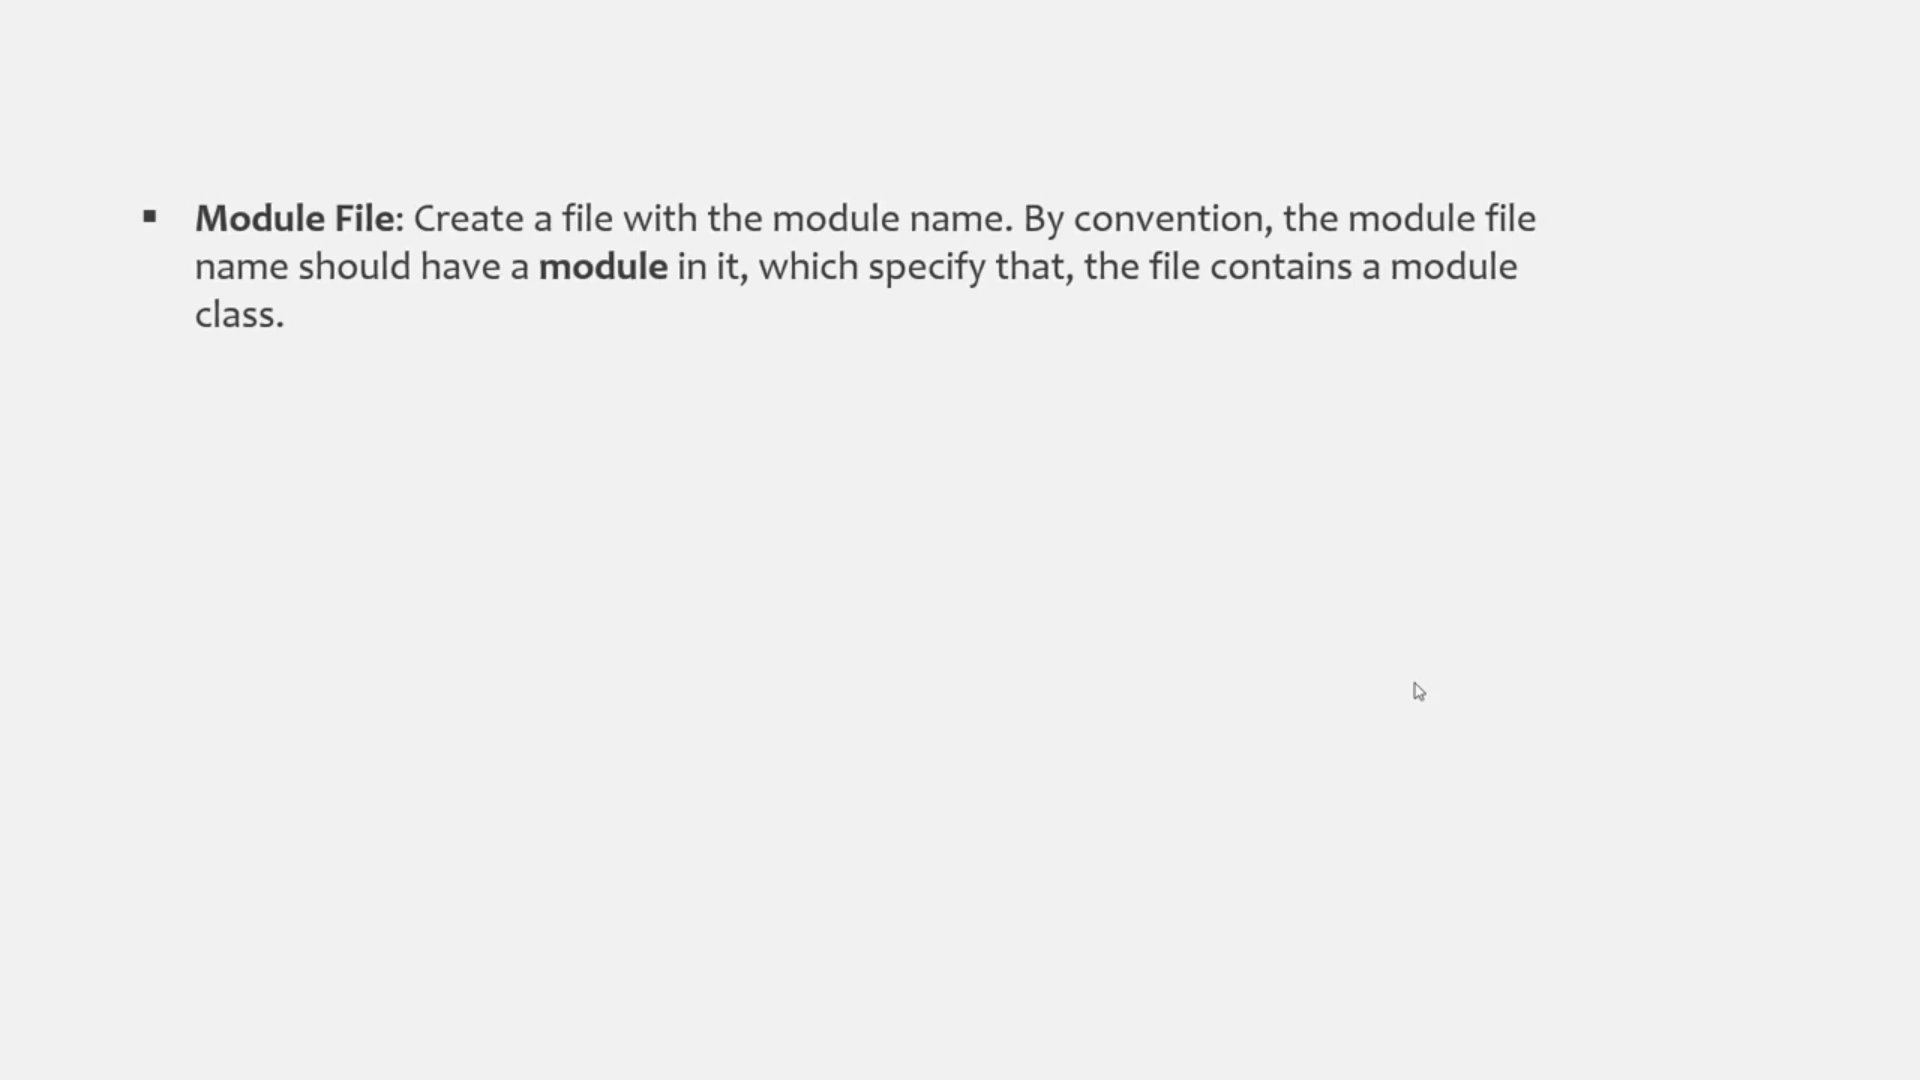 ▪ Module File: Create a file with the module name. By convention, the module file
name should have a module in it, which specify that, the file contains a module
class.